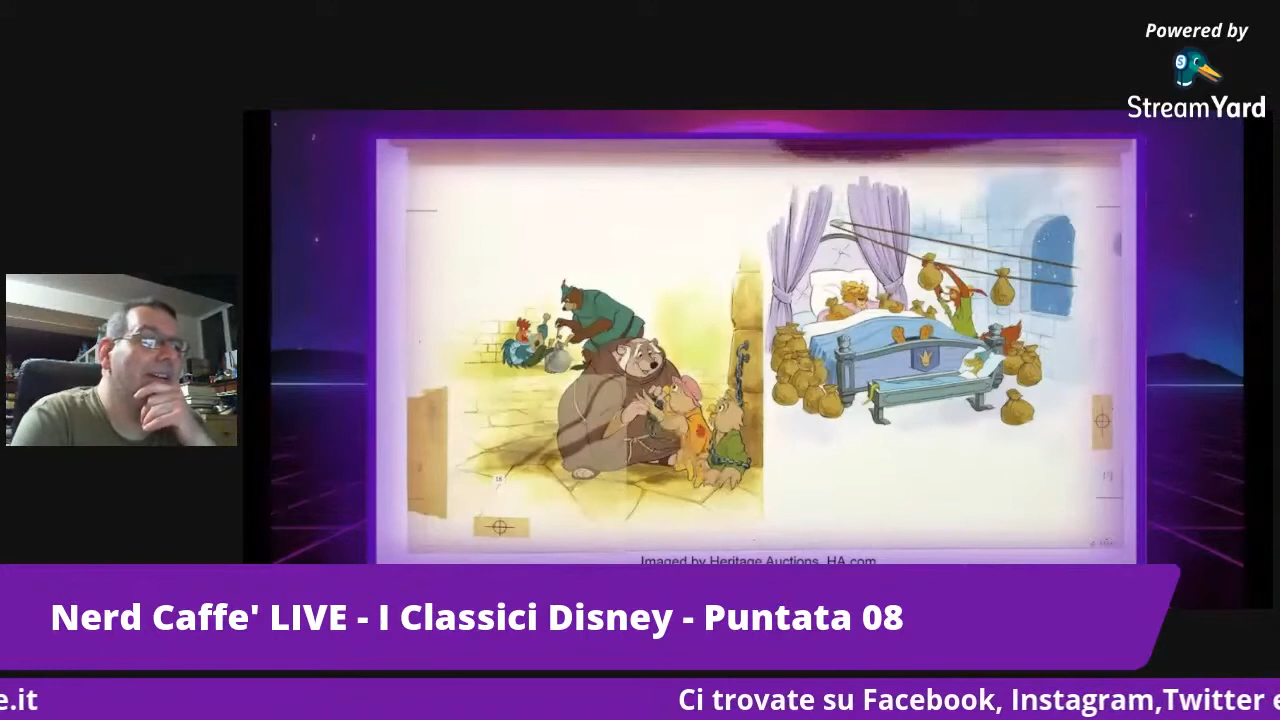 Powered by
StreamYard
18
Imaged by Heritage Auctions, HA.com
Nerd Caffe' LIVE - I Classici Disney - Puntata 08
e.it
Ci trovate su Facebook, Instagram,Twitter e